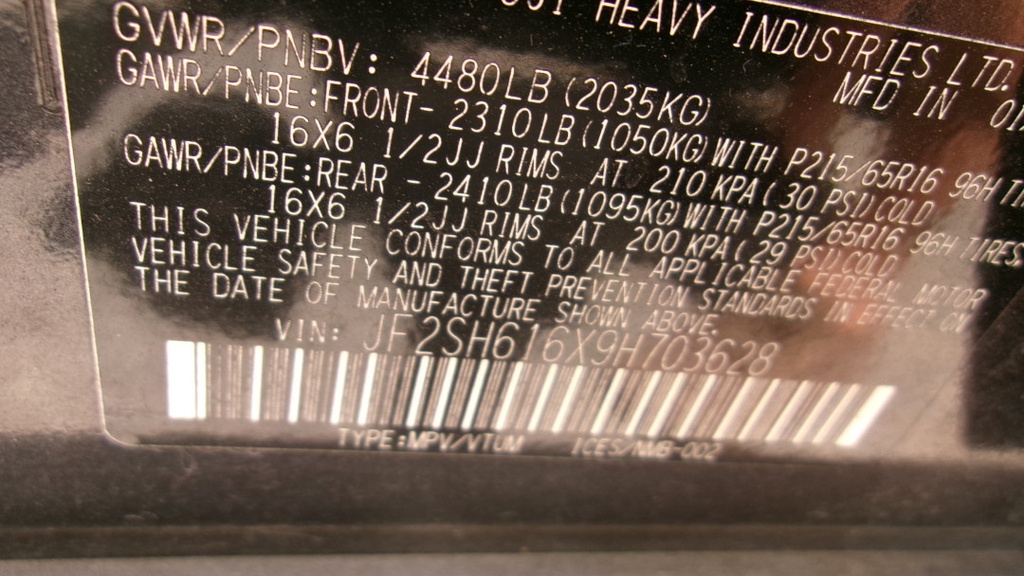 HEAVY INDUSTRIES LTD.
MFD IN
GVWR/PNBV: 4480LB (2035KG)
GAWR/PNBE:FRONT- 2310LB (1050KG) WITH P215/65R16 96H
16X6 1/2JJ RIMS AT 210 KPA( 30 PSI) COLD
GAWR/PNBE:REAR - 2410LB (1095KG) WITH P215/65R16 96H TIRES
16X6 1/2JJ RIMS AT 200 KPA( 29 PSI) COLD
THIS VEHICLE CONFORMS TO ALL APPLICABLE FEDERAL MOTOR
VEHICLE SAFETY AND THEFT PREVENTION STANDARDS IN EFFECT ON
THE DATE OF MANUFACTURE SHOWN ABOVE.
VIN: JF2SH616X9H703628
TYPE:MPV/VTUM ICES/NMB-002